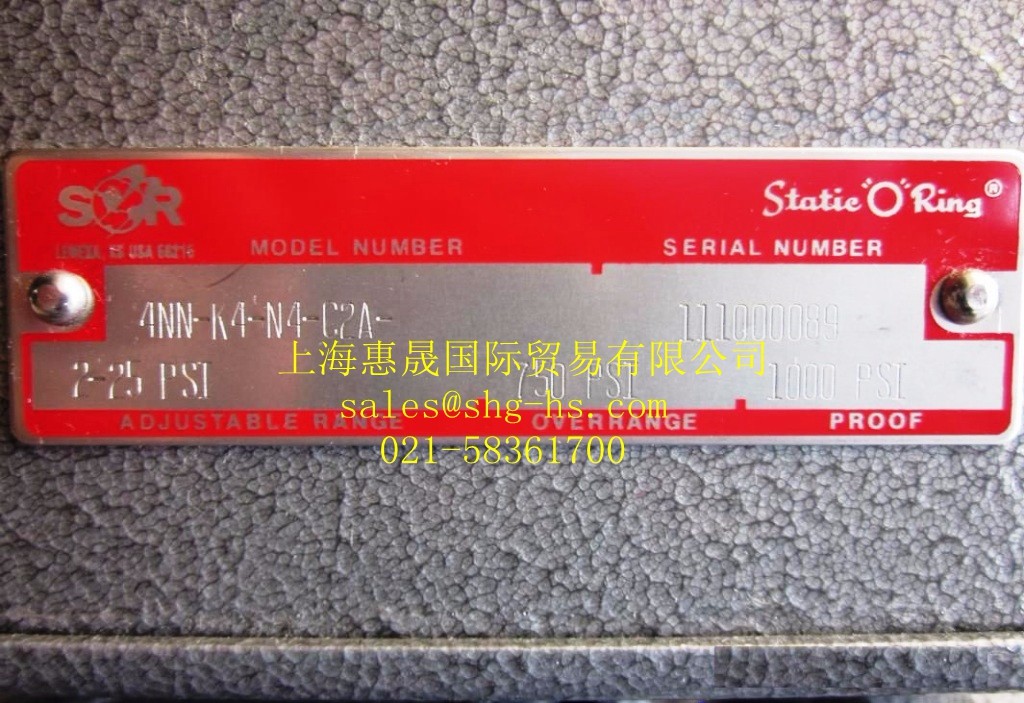 SOR
Static "O" Ring®
LENEXA, KS USA 66215
MODEL NUMBER SERIAL NUMBER
4NN-K4-N4-C2A- 111000089
上海惠晟国际贸易有限公司
2-25 PSI 750 PSI 1000 PSI
sales@shg-hs.com
ADJUSTABLE RANGE OVERRANGE PROOF
021-58361700